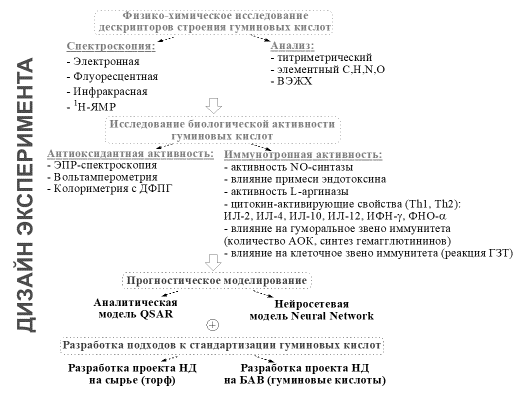 ДИЗАЙН ЭКСПЕРИМЕНТА
Физико-химическое исследование
дескрипторов строения гуминовых кислот
Спектроскопия:
- Электронная
- Флуоресцентная
- Инфракрасная
- ¹Н-ЯМР
Анализ:
- титриметрический
- элементный C,H,N,O
- ВЭЖХ
Исследование биологической активности
гуминовых кислот
Антиоксидантная активность:
- ЭПР-спектроскопия
- Вольтамперометрия
- Колориметрия с ДФПГ
Иммунотропная активность:
- активность NO-синтазы
- влияние примеси эндотоксина
- активность L-аргиназы
- цитокин-активирующие свойства (Th1, Th2):
ИЛ-2, ИЛ-4, ИЛ-10, ИЛ-12, ИФН-γ, ФНО-α
- влияние на гуморальное звено иммунитета
(количество АОК, синтез гемагглютининов)
- влияние на клеточное звено иммунитета (реакция ГЗТ)
Прогностическое моделирование
Аналитическая
модель QSAR
Нейросетевая
модель Neural Network
Разработка подходов к стандартизации гуминовых кислот
Разработка проекта НД
на сырье (торф)
Разработка проекта НД
на БАВ (гуминовые кислоты)